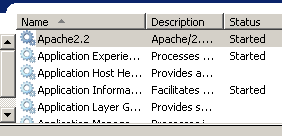 Name Description Status
Apache2.2 Apache/2.... Started
Application Experie... Processes ... Started
Application Host He... Provides a...
Application Informa... Facilitates ... Started
Application Layer G... Provides s...